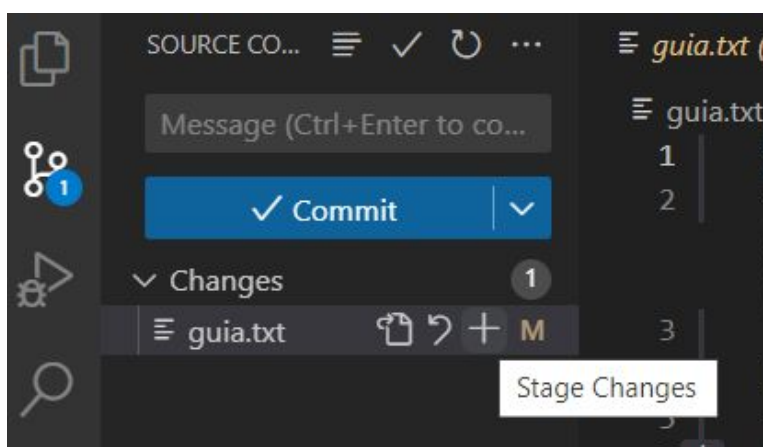 SOURCE CO...
guia.txt (
Message (Ctrl+Enter to co...
guia.txt
1
2
1
Commit
Changes
1
guia.txt
M
3
Stage Changes